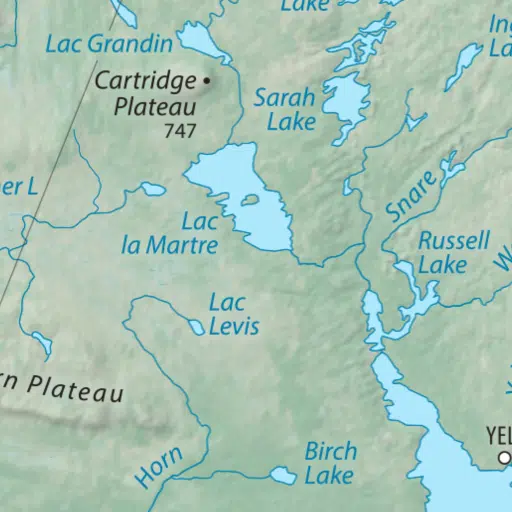 Lake
Lac Grandin
Cartridge
Plateau
747
Sarah
Lake
Lac
la Martre
Snare
Russell
Lake
Lac
Levis
Plateau
Horn
Birch
Lake